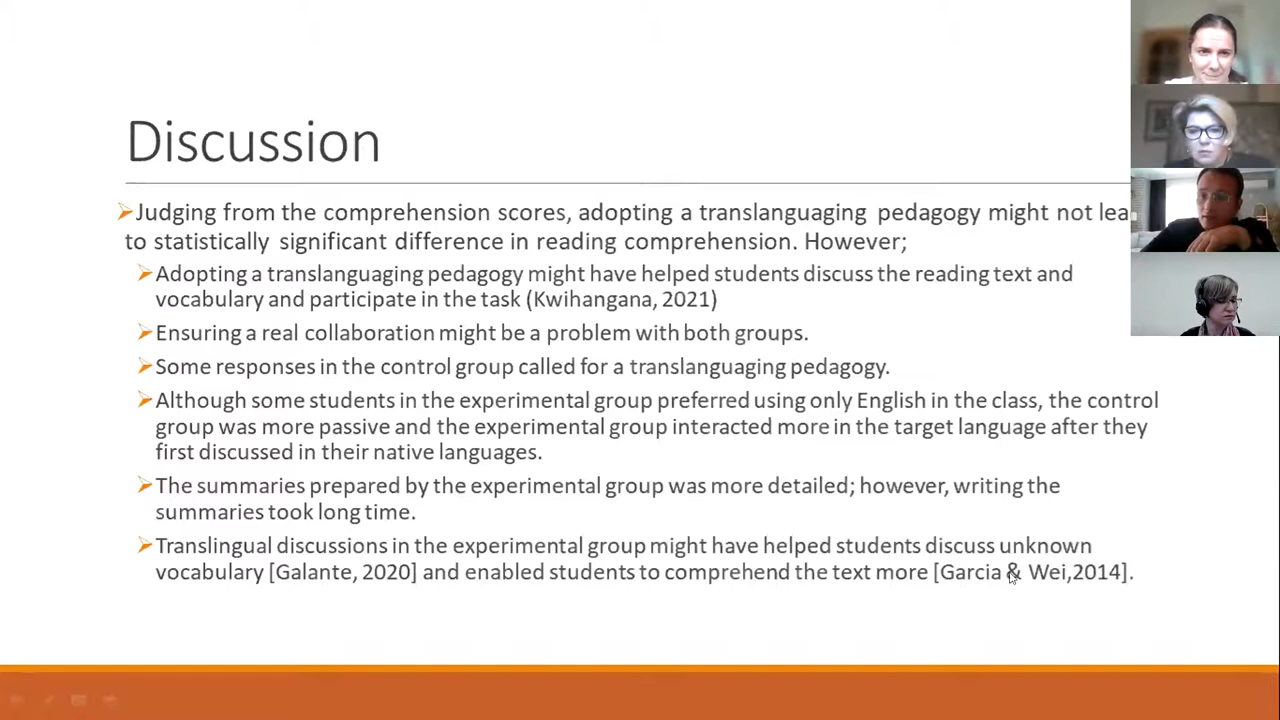 Discussion
Judging from the comprehension scores, adopting a translanguaging pedagogy might not lea
to statistically significant difference in reading comprehension. However;
Adopting a translanguaging pedagogy might have helped students discuss the reading text and
vocabulary and participate in the task (Kwihangana, 2021)
Ensuring a real collaboration might be a problem with both groups.
Some responses in the control group called for a translanguaging pedagogy.
Although some students in the experimental group preferred using only English in the class, the control
group was more passive and the experimental group interacted more in the target language after they
first discussed in their native languages.
The summaries prepared by the experimental group was more detailed; however, writing the
summaries took long time.
Translingual discussions in the experimental group might have helped students discuss unknown
vocabulary [Galante, 2020] and enabled students to comprehend the text more [Garcia & Wei,2014].